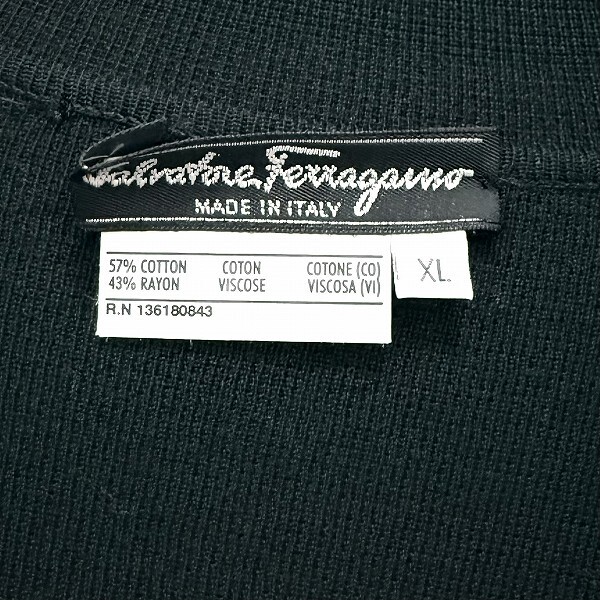 Salvatore Ferragamo
MADE IN ITALY
57% COTTON COTON COTONE (CO)
43% RAYON VISCOSE VISCOSA (VI)
R.N 136180843
XL